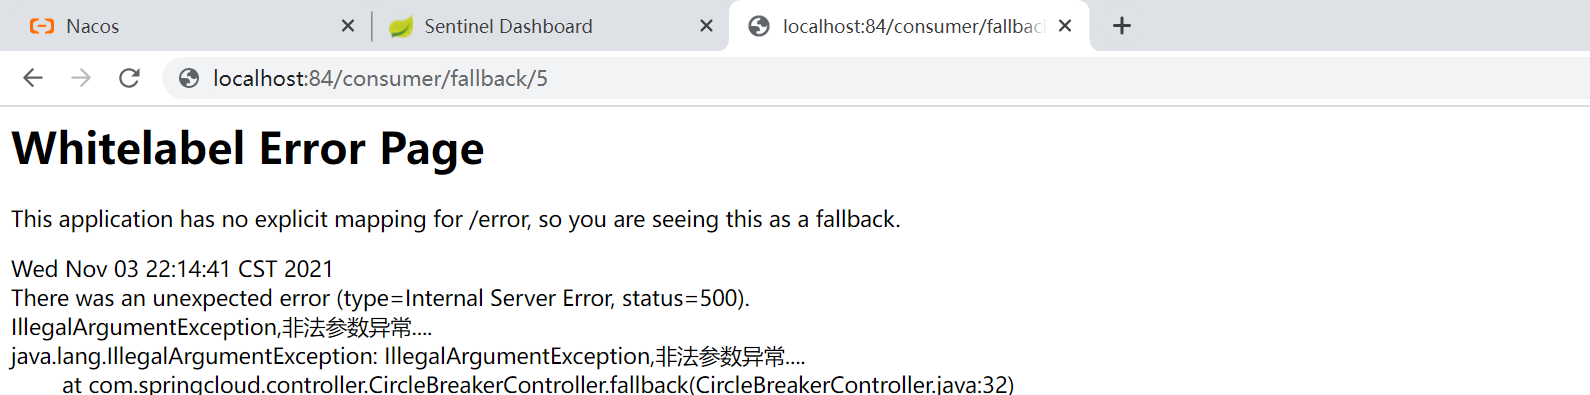 Nacos
Sentinel Dashboard
localhost:84/consumer/fallbac
localhost:84/consumer/fallback/5
Whitelabel Error Page
This application has no explicit mapping for /error, so you are seeing this as a fallback.
Wed Nov 03 22:14:41 CST 2021
There was an unexpected error (type=Internal Server Error, status=500).
IllegalArgumentException,非法参数异常....
java.lang.IllegalArgumentException: IllegalArgumentException,非法参数异常....
at com.springcloud.controller.CircleBreakerController.fallback(CircleBreakerController.java:32)